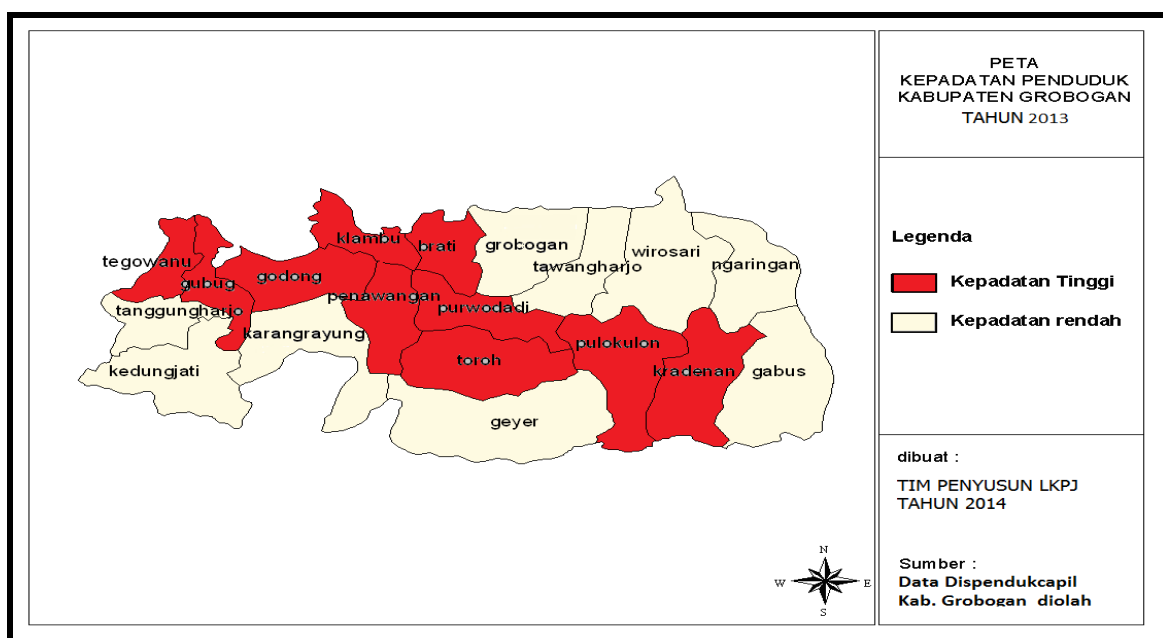 PETA
KEPADATAN PENDUDUK
KABUPATEN GROBOGAN
TAHUN 2013
Legenda
Kepadatan Tinggi
Kepadatan rendah
dibuat :
TIM PENYUSUN LKPJ
TAHUN 2014
Sumber :
Data Dispendukcapil
Kab. Grobogan diolah
klambu
brati
grobogan
wirosari
tegowanu
tawangharjo
ngaringan
gubug
godong
penawangan
purwodadi
tanggungharjo
karangrayung
pulokulon
toroh
kedungjati
kradenan
gabus
geyer
N
W
E
S